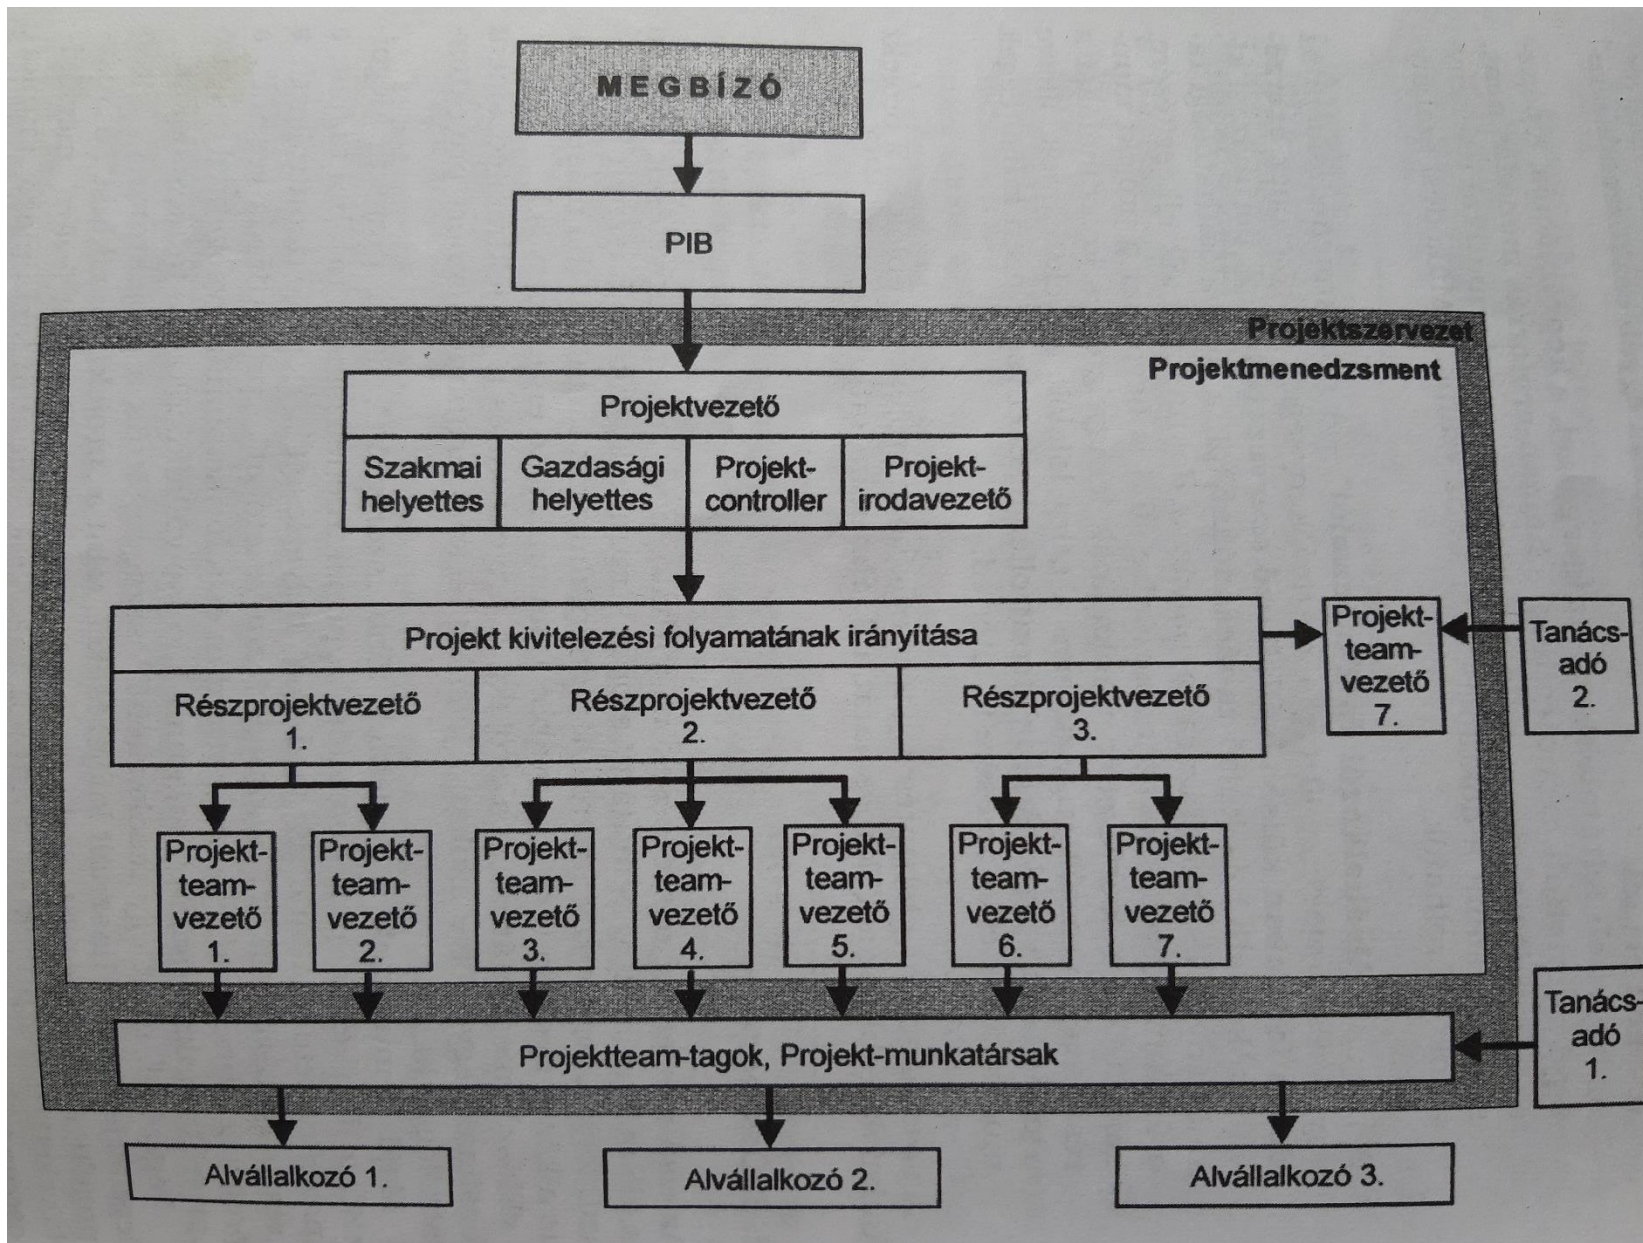 MEGBÍZÓ
PIB
Projektszervezet
Projektmenedzsment
Projektvezető
Szakmai
helyettes
Gazdasági
helyettes
Projekt-
controller
Projekt-
irodavezető
Projekt kivitelezési folyamatának irányítása
Részprojektvezető
1.
Részprojektvezető
2.
Részprojektvezető
3.
Projekt-
team-
vezető
7.
Tanács-
adó
2.
Projekt-
team-
vezető
1.
Projekt-
team-
vezető
2.
Projekt-
team-
vezető
3.
Projekt-
team-
vezető
4.
Projekt-
team-
vezető
5.
Projekt-
team-
vezető
6.
Projekt-
team-
vezető
7.
Projektteam-tagok, Projekt-munkatársak
Tanács-
adó
1.
Alvállalkozó 1.
Alvállalkozó 2.
Alvállalkozó 3.